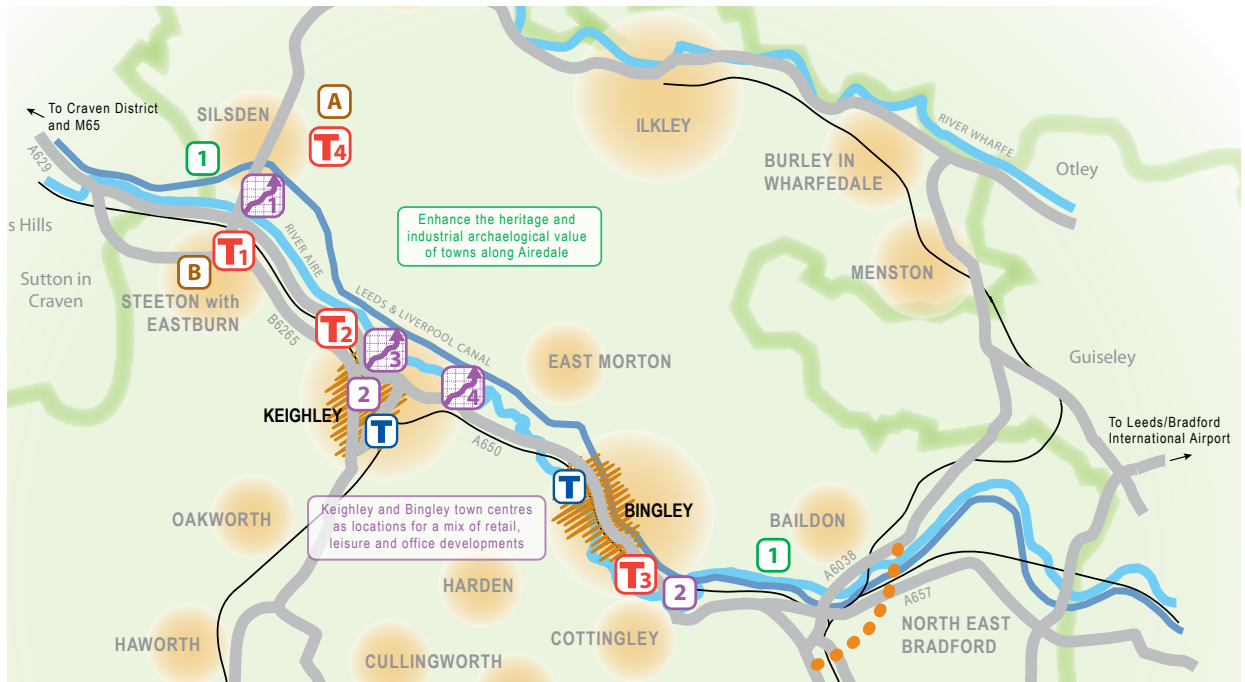 To Craven District
and M65
A629
s Hills
Sutton in
Craven
SILSDEN
A
T4
1
1
T1
B
STEETON with
EASTBURN
RIVER AIRE
B6265
T2
LEEDS & LIVERPOOL CANAL
3
2
KEIGHLEY
T
4
A650
Enhance the heritage and
industrial archaelogical value
of towns along Airedale
ILKLEY
BURLEY IN
WHARFEDALE
RIVER WHARFE
Otley
MENSTON
Guiseley
To Leeds/Bradford
International Airport
EAST MORTON
T
BINGLEY
Keighley and Bingley town centres
as locations for a mix of retail,
leisure and office developments
OAKWORTH
HARDEN
HAWORTH
CULLINGWORTH
T3
2
COTTINGLEY
BAILDON
1
A6038
A657
NORTH EAST
BRADFORD